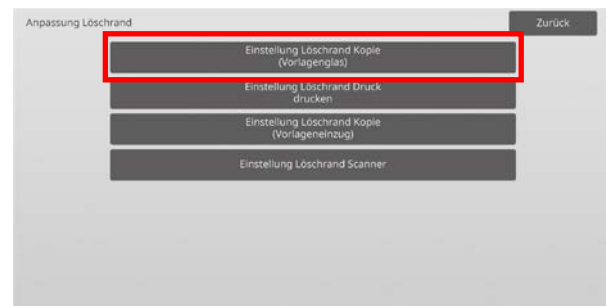 Anpassung Löschrand
Zurück
Einstellung Löschrand Kopie
(Vorlagenglas)
Einstellung Löschrand Druck
drucken
Einstellung Löschrand Kopie
(Vorlageneinzug)
Einstellung Löschrand Scanner